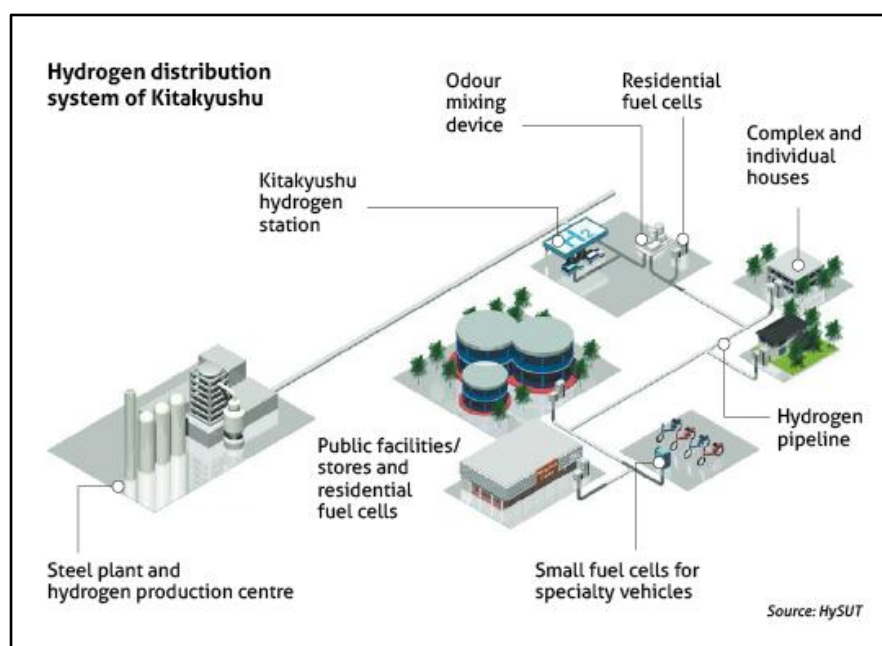 Hydrogen distribution
system of Kitakyushu
Odour
mixing
device
Residential
fuel cells
Complex and
individual
houses
Kitakyushu
hydrogen
station
H2
Hydrogen
pipeline
Public facilities/
stores and
residential
fuel cells
Steel plant and
hydrogen production centre
Small fuel cells for
specialty vehicles
Source: HySUT